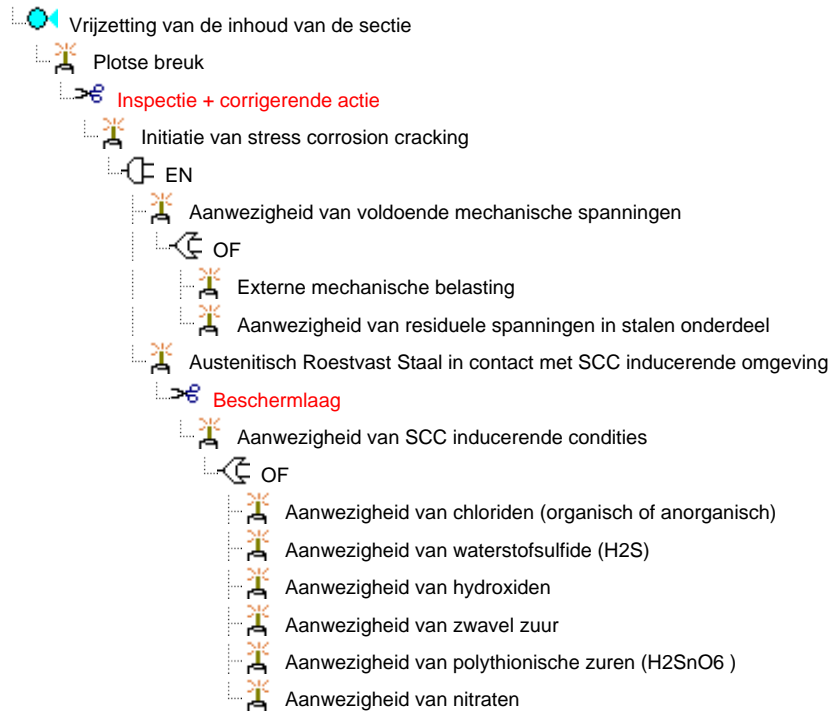 Vrijzetting van de inhoud van de sectie
Plotse breuk
Inspectie + corrigerende actie
Initiatie van stress corrosion cracking
EN
Aanwezigheid van voldoende mechanische spanningen
OF
Externe mechanische belasting
Aanwezigheid van residuele spanningen in stalen onderdeel
Austenitisch Roestvast Staal in contact met SCC inducerende omgeving
Beschermlaag
Aanwezigheid van SCC inducerende condities
OF
Aanwezigheid van chloriden (organisch of anorganisch)
Aanwezigheid van waterstofsulfide (H2S)
Aanwezigheid van hydroxiden
Aanwezigheid van zwavel zuur
Aanwezigheid van polythionische zuren (H2SnO6 )
Aanwezigheid van nitraten